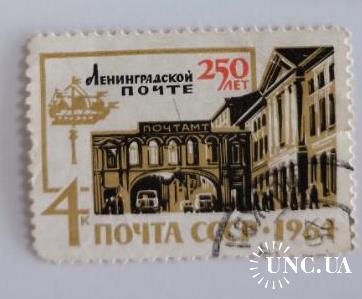 Ленинградской 250
ПОЧТЕ ЛЕТ
ПОЧТАМТ
4К
ПОЧТА СССР·1964
UNC.UA